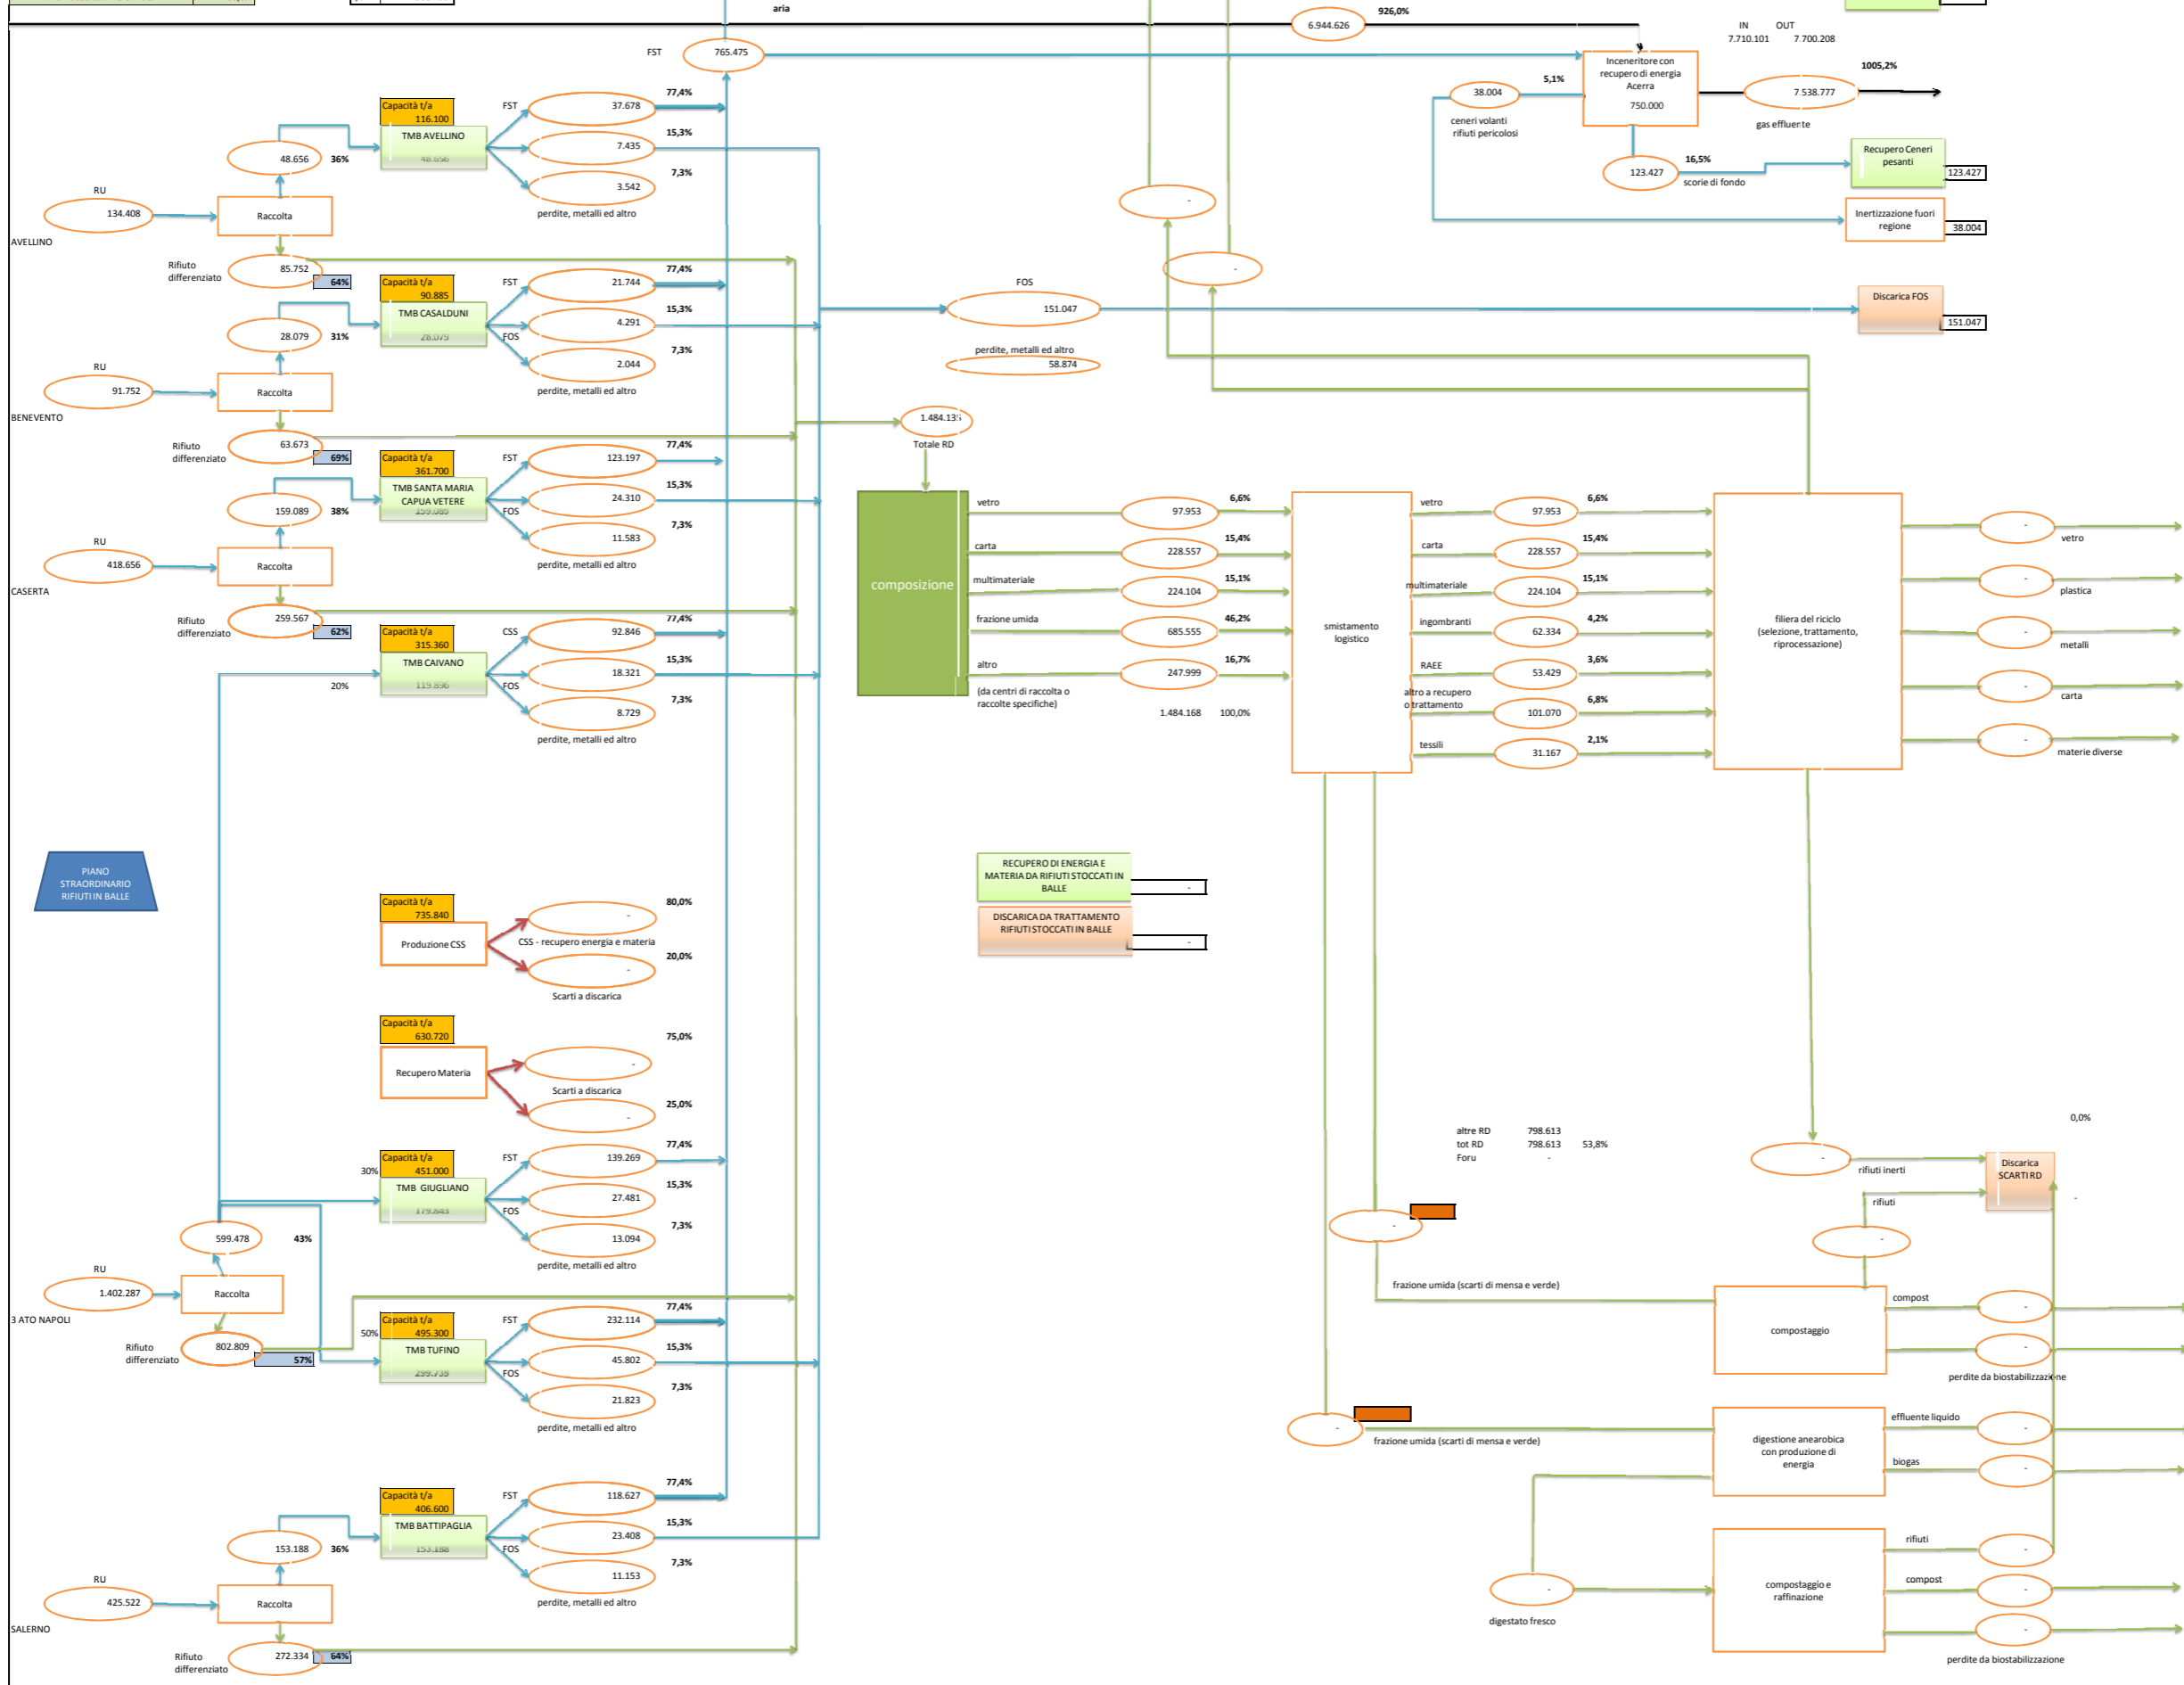 aria
6.944.626
926,0%
IN OUT
7.710.101 7.700.208
FST
765.475
Inceneritore con
recupero di energia
Acerra
750.000
5,1%
38.004
ceneri volanti
rifiuti pericolosi
1005,2%
7.538.777
gas effluente
16,5%
123.427
scorie di fondo
Recupero Ceneri
pesanti
123.427
Inertizzazione fuori
regione
38.004
Capacità t/a
116.100
TMB AVELLINO
48.656
FST
37.678
77,4%
15,3%
7.435
7,3%
3.542
perdite, metalli ed altro
48.656
36%
RU
134.408
Raccolta
AVELLINO
Rifiuto
differenziato
85.752
64%
Capacità t/a
90.885
TMB CASALDUNI
28.079
FST
21.744
77,4%
15,3%
4.291
FOS
7,3%
2.044
perdite, metalli ed altro
28.079
31%
RU
91.752
Raccolta
BENEVENTO
Rifiuto
differenziato
63.673
69%
FOS
151.047
perdite, metalli ed altro
58.874
Discarica FOS
151.047
-
-
Capacità t/a
361.700
TMB SANTA MARIA
CAPUA VETERE
159.089
FST
123.197
77,4%
15,3%
24.310
FOS
7,3%
11.583
perdite, metalli ed altro
159.089
38%
RU
418.656
Raccolta
CASERTA
Rifiuto
differenziato
259.567
62%
Capacità t/a
315.360
TMB CAIVANO
119.896
20%
CSS
92.846
77,4%
15,3%
18.321
FOS
7,3%
8.729
perdite, metalli ed altro
Totale RD
composizione
vetro
97.953
6,6%
carta
228.557
15,4%
multimateriale
224.104
15,1%
frazione umida
685.555
46,2%
altro
247.999
16,7%
(da centri di raccolta o
raccolte specifiche)
1.484.168 100,0%
smistamento
logistico
vetro
97.953
6,6%
carta
228.557
15,4%
multimateriale
224.104
15,1%
ingombranti
62.334
4,2%
RAEE
53.429
3,6%
altro a recupero
o trattamento
101.070
6,8%
tessili
31.167
2,1%
filiera del riciclo
(selezione, trattamento,
riprocessazione)
-
vetro
-
plastica
-
metalli
-
carta
-
materie diverse
PIANO
STRAORDINARIO
RIFIUTI IN BALLE
Capacità t/a
735.840
Produzione CSS
80,0%
-
CSS - recupero energia e materia
20,0%
-
Scarti a discarica
RECUPERO DI ENERGIA E
MATERIA DA RIFIUTI STOCCATI IN
BALLE
-
DISCARICA DA TRATTAMENTO
RIFIUTI STOCCATI IN BALLE
-
Capacità t/a
630.720
Recupero Materia
75,0%
-
Scarti a discarica
25,0%
-
Capacità t/a
451.000
30%
TMB GIUGLIANO
179.843
FST
139.269
77,4%
15,3%
27.481
FOS
7,3%
13.094
perdite, metalli ed altro
599.478
43%
RU
1.402.287
Raccolta
3 ATO NAPOLI
Rifiuto
differenziato
802.809
57%
Capacità t/a
495.300
50%
TMB TUFINO
299.739
FST
232.114
77,4%
15,3%
45.802
FOS
7,3%
21.823
perdite, metalli ed altro
Capacità t/a
406.600
TMB BATTIPAGLIA
153.188
FST
118.627
77,4%
15,3%
23.408
FOS
7,3%
11.153
perdite, metalli ed altro
153.188
36%
RU
425.522
Raccolta
SALERNO
Rifiuto
differenziato
272.334
64%
altre RD 798.613
tot RD 798.613 53,8%
Foru -
0,0%
-
rifiuti inerti
Discarica
SCARTI RD
-
rifiuti
-
-
frazione umida (scarti di mensa e verde)
compostaggio
compost
-
-
perdite da biostabilizzazione
-
frazione umida (scarti di mensa e verde)
digestione anearobica
con produzione di
energia
effluente liquido
-
biogas
-
-
digestato fresco
compostaggio e
raffinazione
rifiuti
-
compost
-
-
perdite da biostabilizzazione